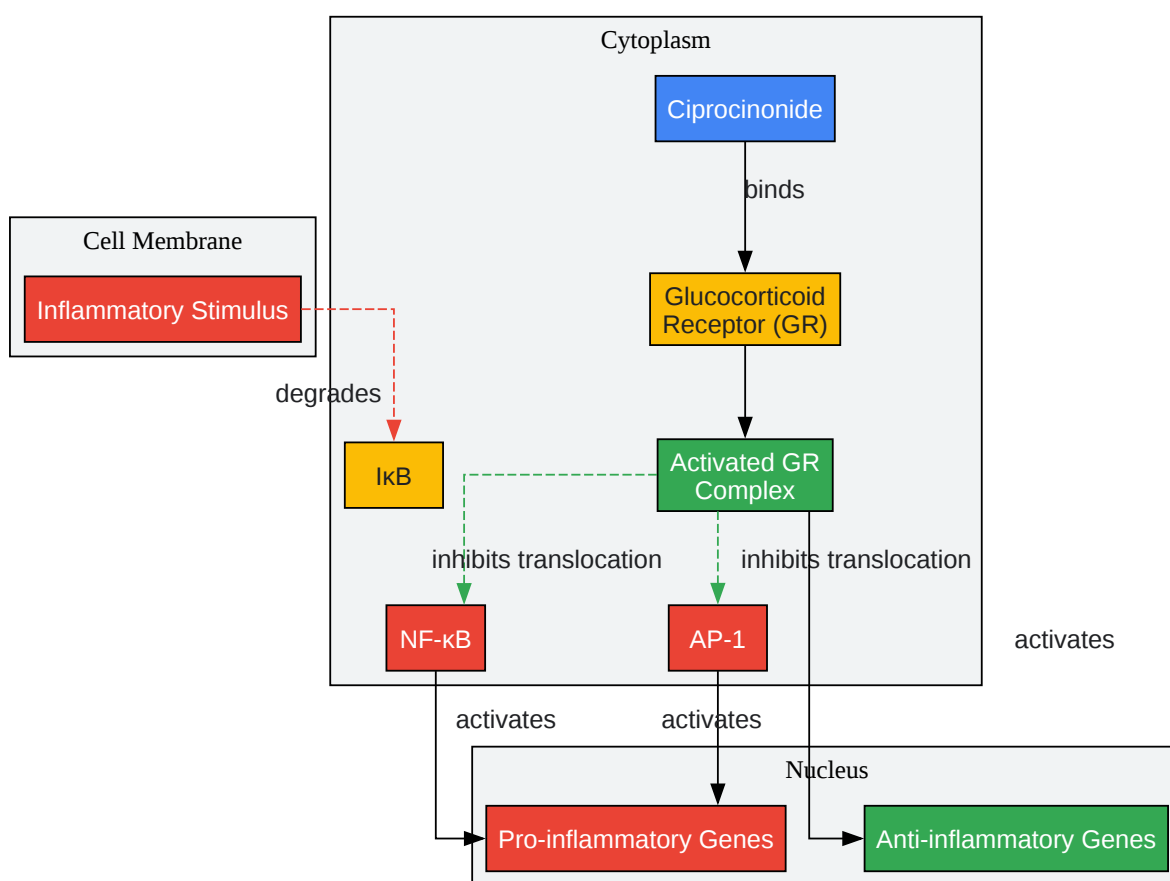 Cytoplasm
Ciprocinonide
binds
Cell Membrane
Inflammatory Stimulus
Glucocorticoid
Receptor (GR)
degrades
IκB
Activated GR
Complex
inhibits translocation
inhibits translocation
NF-κB
AP-1
activates
activates
activates
Nucleus
Pro-inflammatory Genes
Anti-inflammatory Genes